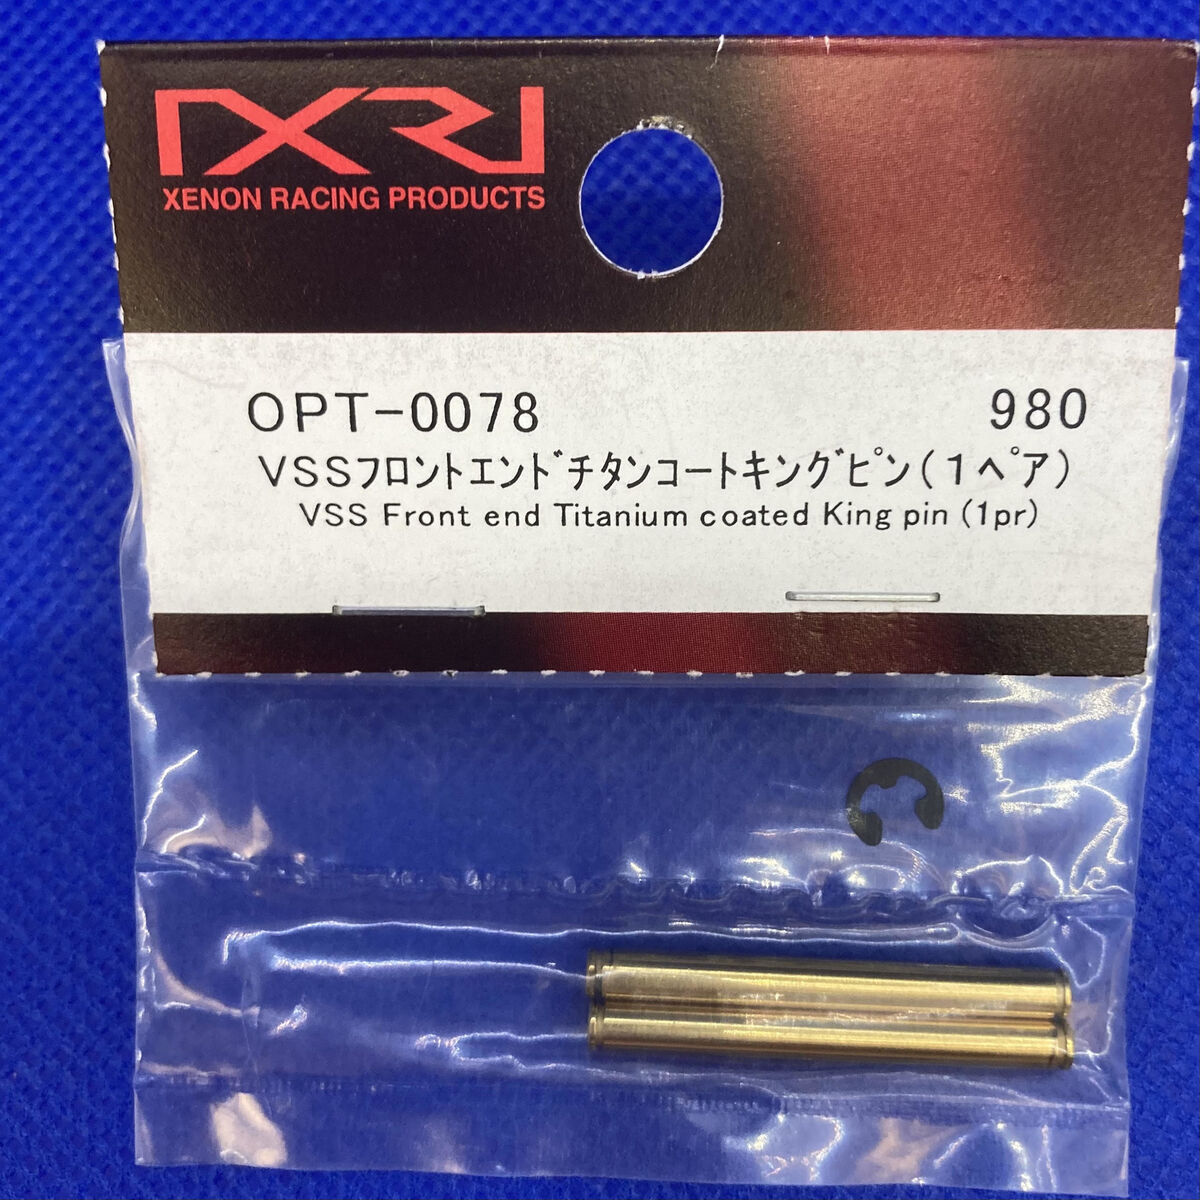 XENON RACING PRODUCTS
OPT-0078 980
VSSフロントエンドチタンコートキングピン(1ペア)
VSS Front end Titanium coated King pin (1pr)